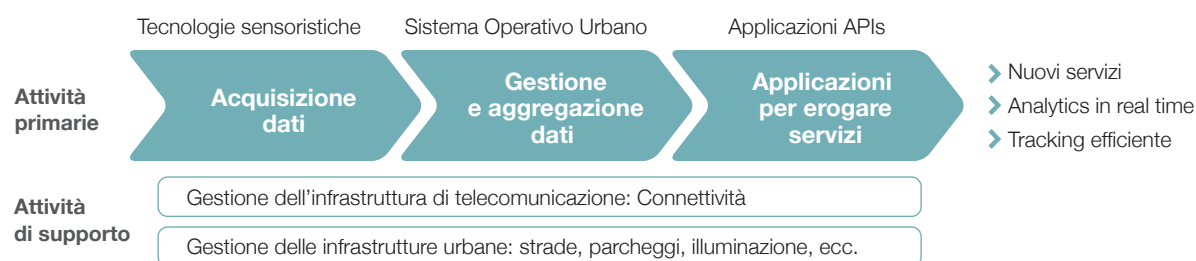 Tecnologie sensoristiche
Sistema Operativo Urbano
Applicazioni APIs
Attività
primarie
Acquisizione
dati
Gestione
e aggregazione
dati
Applicazioni
per erogare
servizi
Nuovi servizi
Analytics in real time
Tracking efficiente
Attività
di supporto
Gestione dell'infrastruttura di telecomunicazione: Connettività
Gestione delle infrastrutture urbane: strade, parcheggi, illuminazione, ecc.